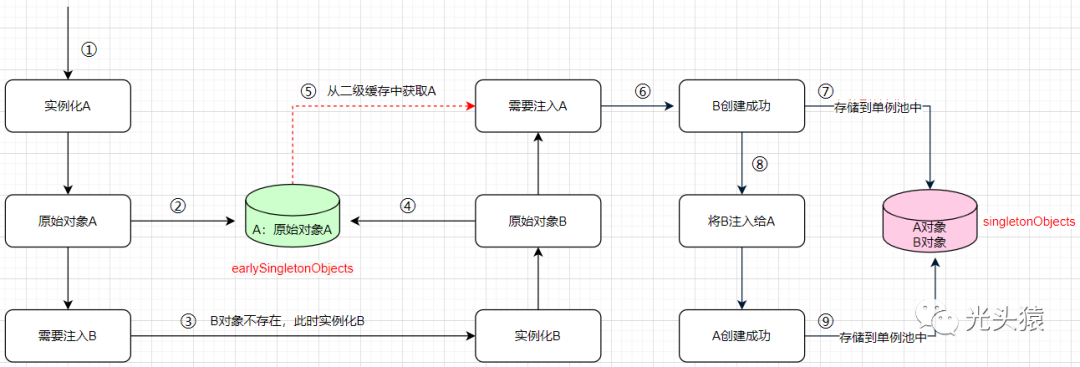 ①
实例化A
原始对象A
②
A：原始对象A
earlySingletonObjects
需要注入B
③ B对象不存在，此时实例化B
实例化B
原始对象B
④
⑤ 从二级缓存中获取A
需要注入A
⑥
B创建成功
⑦
存储到单例池中
⑧
将B注入给A
A创建成功
⑨
存储到单例池中
A对象
B对象
singletonObjects
光头猿